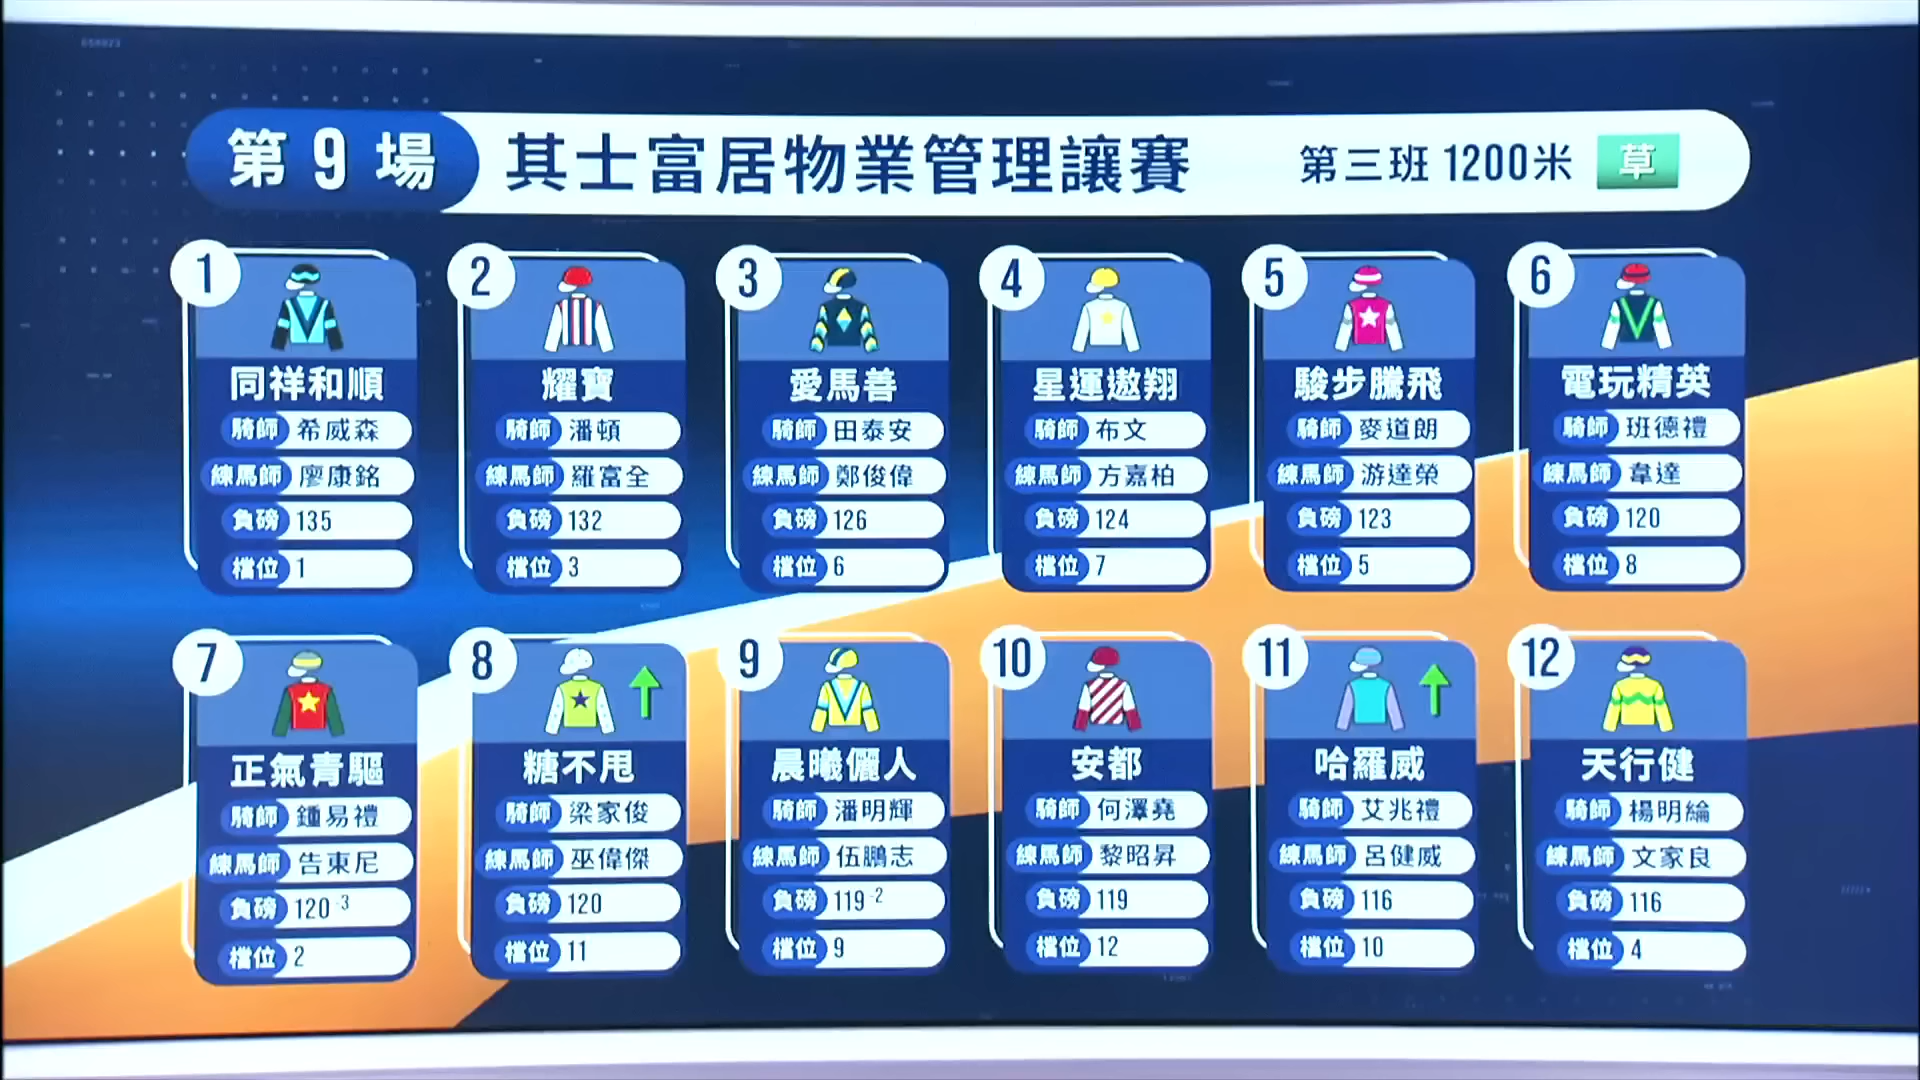 第 9 場 其士富居物業管理讓賽 第三班 1200米 草
1
同祥和順
騎師 希威森
練馬師 廖康銘
負磅 135
檔位 1
2
耀寶
騎師 潘頓
練馬師 羅富全
負磅 132
檔位 3
3
愛馬善
騎師 田泰安
練馬師 鄭俊偉
負磅 126
檔位 6
4
星運遨翔
騎師 布文
練馬師 方嘉柏
負磅 124
檔位 7
5
駿步騰飛
騎師 麥道朗
練馬師 游達榮
負磅 123
檔位 5
6
電玩精英
騎師 班德禮
練馬師 韋達
負磅 120
檔位 8
7
正氣青驅
騎師 鍾易禮
練馬師 告東尼
負磅 120 -3
檔位 2
8
糖不甩
騎師 梁家俊
練馬師 巫偉傑
負磅 120
檔位 11
9
晨曦儷人
騎師 潘明輝
練馬師 伍鵬志
負磅 119 -2
檔位 9
10
安都
騎師 何澤堯
練馬師 黎昭昇
負磅 119
檔位 12
11
哈羅威
騎師 艾兆禮
練馬師 呂健威
負磅 116
檔位 10
12
天行健
騎師 楊明綸
練馬師 文家良
負磅 116
檔位 4